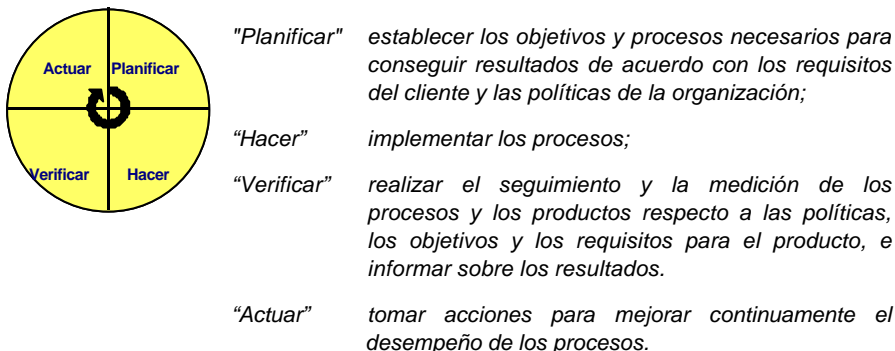 Actuar Planificar
Verificar Hacer
"Planificar" establecer los objetivos y procesos necesarios para
conseguir resultados de acuerdo con los requisitos
del cliente y las políticas de la organización;
“Hacer” implementar los procesos;
“Verificar” realizar el seguimiento y la medición de los
procesos y los productos respecto a las políticas,
los objetivos y los requisitos para el producto, e
informar sobre los resultados.
“Actuar” tomar acciones para mejorar continuamente el
desempeño de los procesos.